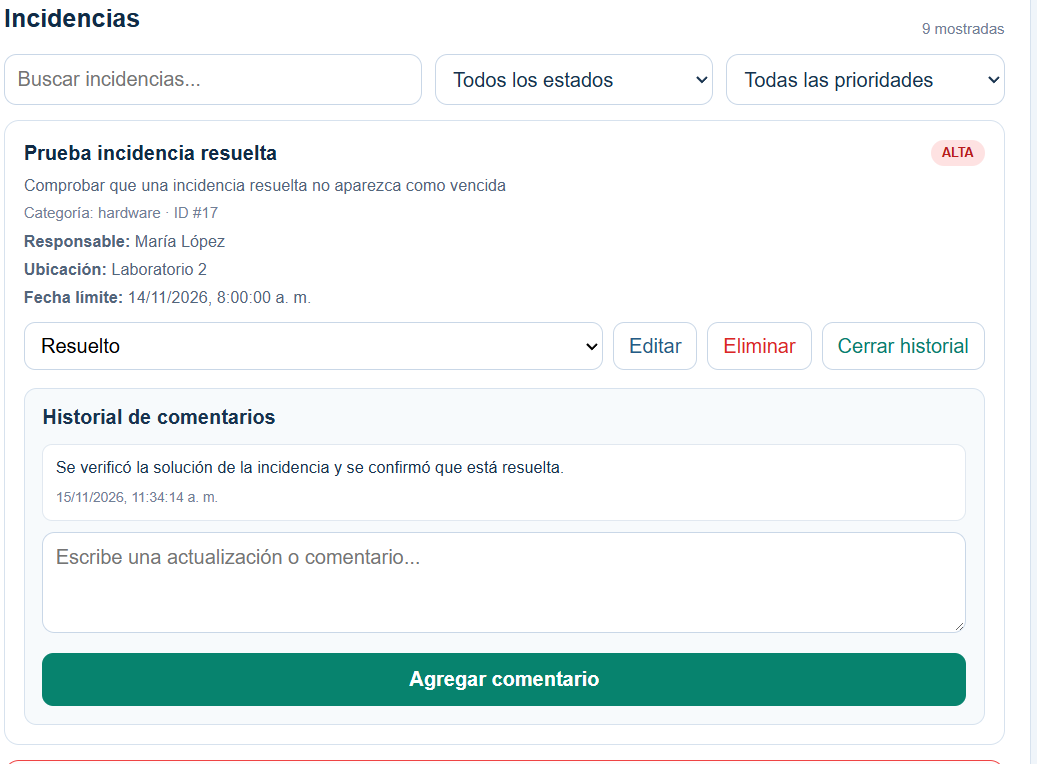 Incidencias
9 mostradas
Buscar incidencias...
Todos los estados
Todas las prioridades
Prueba incidencia resuelta
ALTA
Comprobar que una incidencia resuelta no aparezca como vencida
Categoría: hardware · ID #17
Responsable: María López
Ubicación: Laboratorio 2
Fecha límite: 14/11/2026, 8:00:00 a. m.
Resuelto
Editar
Eliminar
Cerrar historial
Historial de comentarios
Se verificó la solución de la incidencia y se confirmó que está resuelta.
15/11/2026, 11:34:14 a. m.
Escribe una actualización o comentario...
Agregar comentario